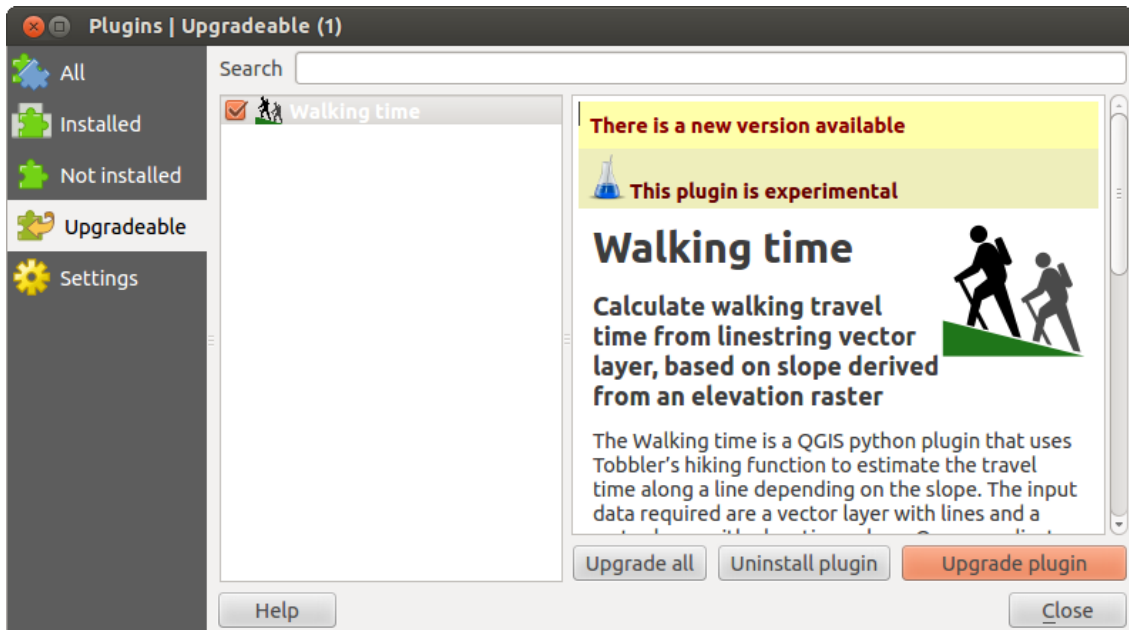 Plugins | Upgradeable (1)
All
Installed
Not installed
Upgradeable
Settings
Search
Walking time
There is a new version available
This plugin is experimental
Walking time
Calculate walking travel
time from linestring vector
layer, based on slope derived
from an elevation raster
The Walking time is a QGIS python plugin that uses
Tobbler's hiking function to estimate the travel
time along a line depending on the slope. The input
data required are a vector layer with lines and a
Upgrade all
Uninstall plugin
Upgrade plugin
Help
Close